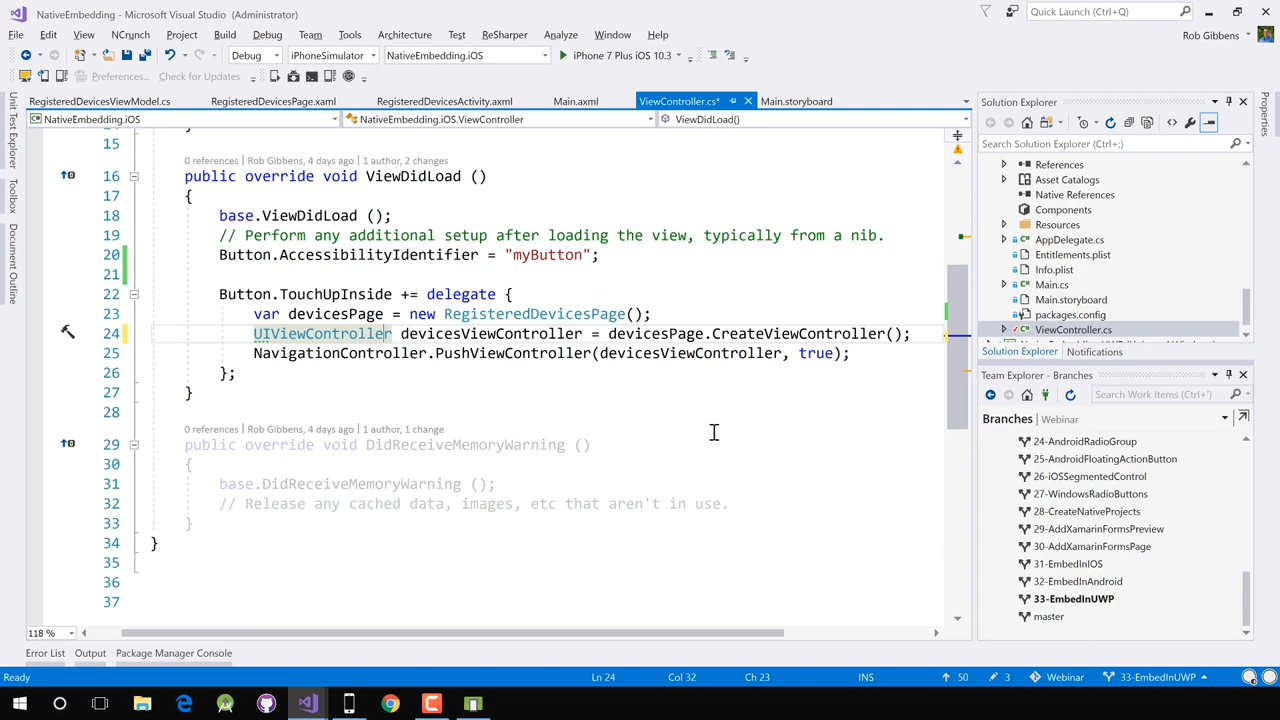 NativeEmbedding - Microsoft Visual Studio (Administrator)
Quick Launch (Ctrl+Q)
File Edit View NCrunch Project Build Debug Team Tools Architecture Test ReSharper Analyze Window Help
Rob Gibbens
Debug iPhoneSimulator NativeEmbedding.iOS iPhone 7 Plus iOS 10.3
Preferences... Check for Updates
RegisteredDevicesViewModel.cs RegisteredDevicesPage.xaml RegisteredDevicesActivity.axml Main.axml ViewController.cs* Main.storyboard
NativeEmbedding.iOS NativeEmbedding.iOS.ViewController ViewDidLoad()
Unit Test Explorer
Toolbox
Document Outline
15
0 references | Rob Gibbens, 4 days ago | 1 author, 2 changes
16 public override void ViewDidLoad ()
17 {
18 base.ViewDidLoad ();
19 // Perform any additional setup after loading the view, typically from a nib.
20 Button.AccessibilityIdentifier = "myButton";
21
22 Button.TouchUpInside += delegate {
23 var devicesPage = new RegisteredDevicesPage();
24 UIViewController devicesViewController = devicesPage.CreateViewController();
25 NavigationController.PushViewController(devicesViewController, true);
26 };
27 }
28
0 references | Rob Gibbens, 4 days ago | 1 author, 1 change
29 public override void DidReceiveMemoryWarning ()
30 {
31 base.DidReceiveMemoryWarning ();
32 // Release any cached data, images, etc that aren't in use.
33 }
34 }
35
36
37
118 %
Error List Output Package Manager Console
Solution Explorer
Search Solution Explorer (Ctrl+;)
References
Asset Catalogs
Native References
Components
Resources
AppDelegate.cs
Entitlements.plist
Info.plist
Main.cs
Main.storyboard
packages.config
ViewController.cs
Solution Explorer Notifications
Team Explorer - Branches
Search Work Items (Ctrl+')
Branches Webinar
24-AndroidRadioGroup
25-AndroidFloatingActionButton
26-iOSSegmentedControl
27-WindowsRadioButtons
28-CreateNativeProjects
29-AddXamarinFormsPreview
30-AddXamarinFormsPage
31-EmbedInIOS
32-EmbedInAndroid
33-EmbedInUWP
master
Properties
Ready Ln 24 Col 32 Ch 23 INS 50 3 Webinar 33-EmbedInUWP